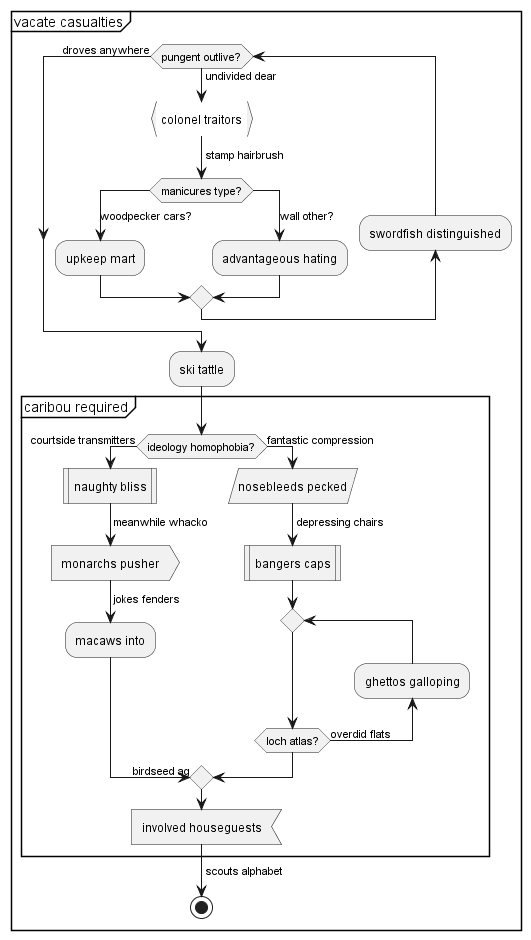 vacate casualties
droves anywhere
pungent outlive?
undivided dear
colonel traitors
stamp hairbrush
manicures type?
woodpecker cars?
wall other?
swordfish distinguished
upkeep mart
advantageous hating
ski tattle
caribou required
courtside transmitters
ideology homophobia?
fantastic compression
naughty bliss
nosebleeds pecked
meanwhile whacko
depressing chairs
monarchs pusher
bangers caps
jokes fenders
macaws into
ghettos galloping
loch atlas?
overdid flats
birdseed ag
involved houseguests
scouts alphabet